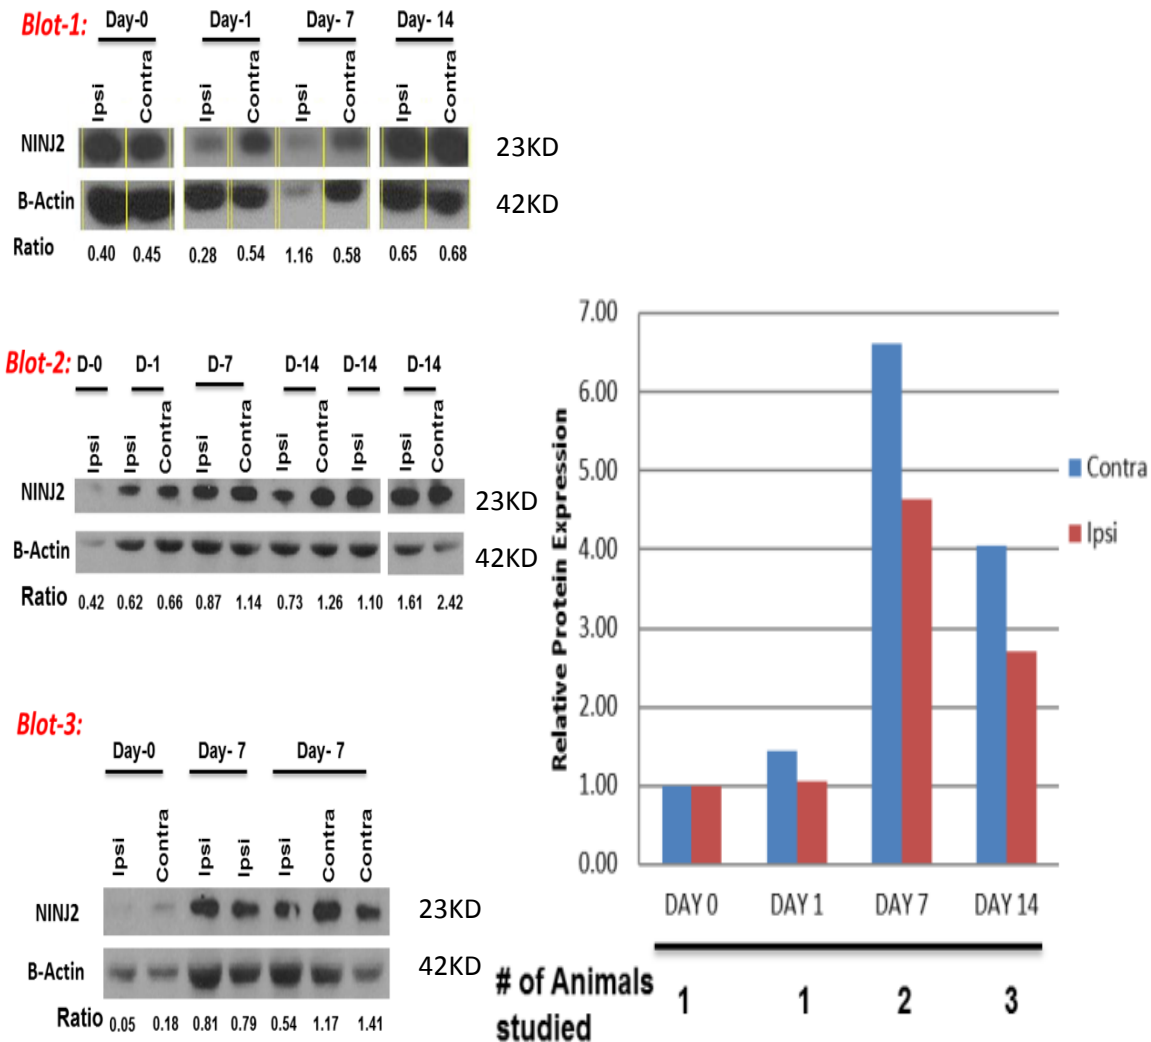 Blot-1:
Day-0 Day-1 Day- 7 Day- 14
Ipsi Contra Ipsi Contra Ipsi Contra Ipsi Contra
NINJ2 23KD
B-Actin 42KD
Ratio 0.40 0.45 0.28 0.54 1.16 0.58 0.65 0.68
Blot-2: D-0 D-1 D-7 D-14 D-14 D-14
Ipsi Ipsi Contra Ipsi Contra Ipsi Contra Ipsi Ipsi Contra
NINJ2 23KD
B-Actin 42KD
Ratio 0.42 0.62 0.66 0.87 1.14 0.73 1.26 1.10 1.61 2.42
Blot-3:
Day-0 Day- 7 Day- 7
Ipsi Contra Ipsi Ipsi Ipsi Contra Contra
NINJ2 23KD
B-Actin 42KD
Ratio 0.05 0.18 0.81 0.79 0.54 1.17 1.41
Relative Protein Expression
7.00
6.00
5.00
4.00
3.00
2.00
1.00
0.00
Contra
Ipsi
DAY 0 DAY 1 DAY 7 DAY 14
# of Animals
studied
1 1 2 3